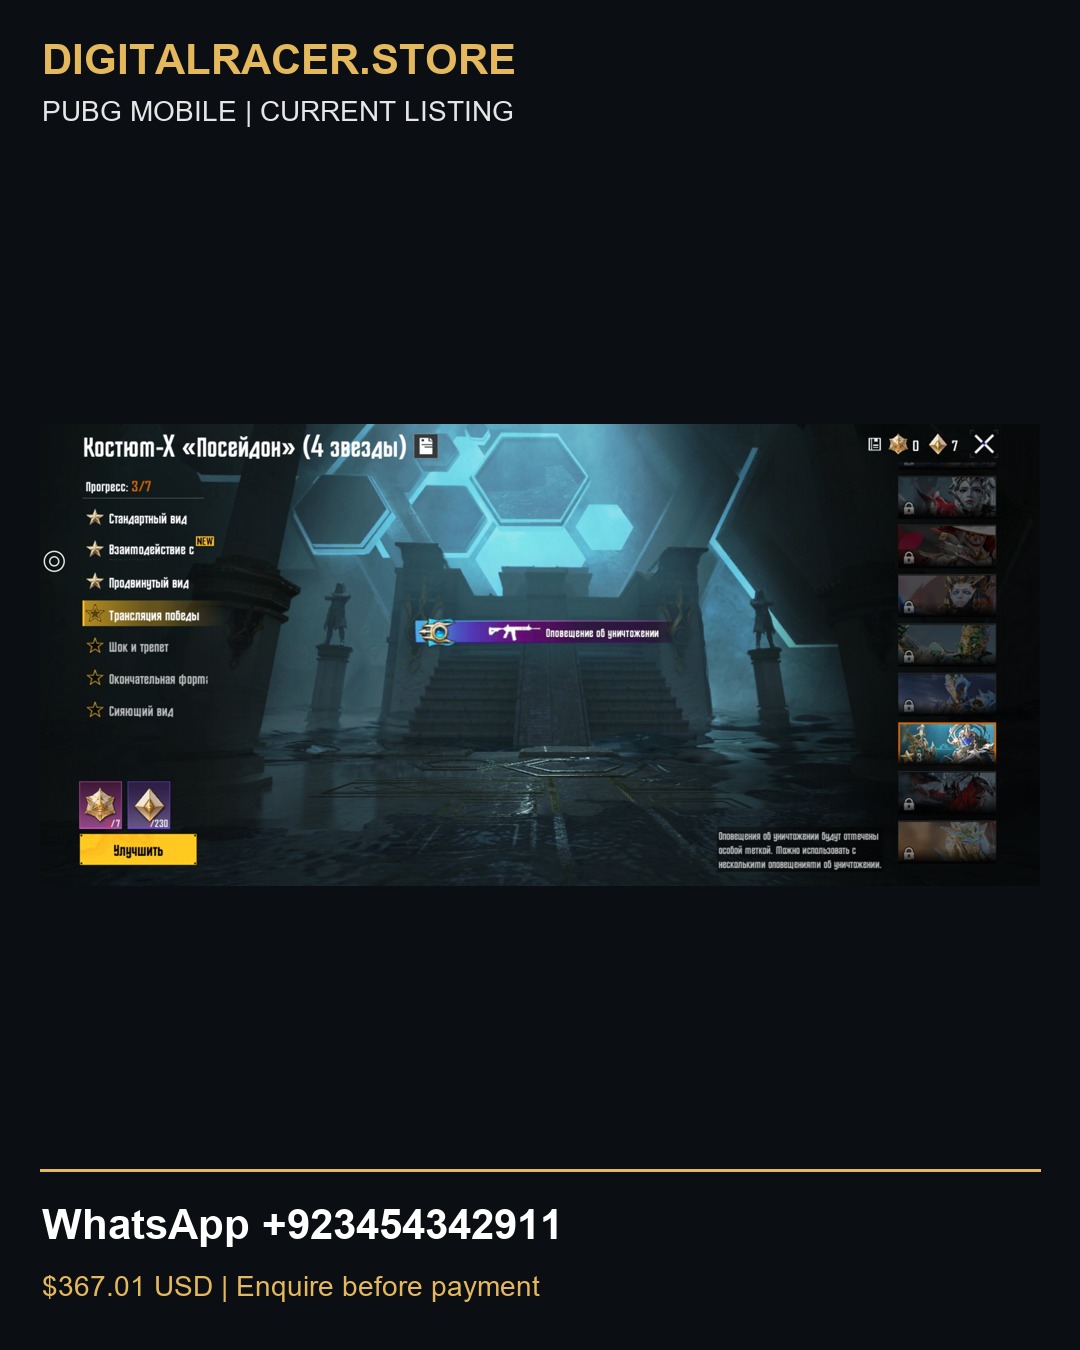 DIGITALRACER.STORE
PUBG MOBILE | CURRENT LISTING
Костюм-X «Посейдон» (4 звезды)
0
7
Прогресс: 3/7
Стандартный вид
Взаимодействие с
NEW
Продвинутый вид
Трансляция победы
Шок и трепет
Окончательная форма
Сияющий вид
Оповещение об уничтожении
/7
/230
Улучшить
Оповещения об уничтожении будут отмечены
особой меткой. Можно использовать с
несколькими оповещениями об уничтожении.
WhatsApp +923454342911
$367.01 USD | Enquire before payment